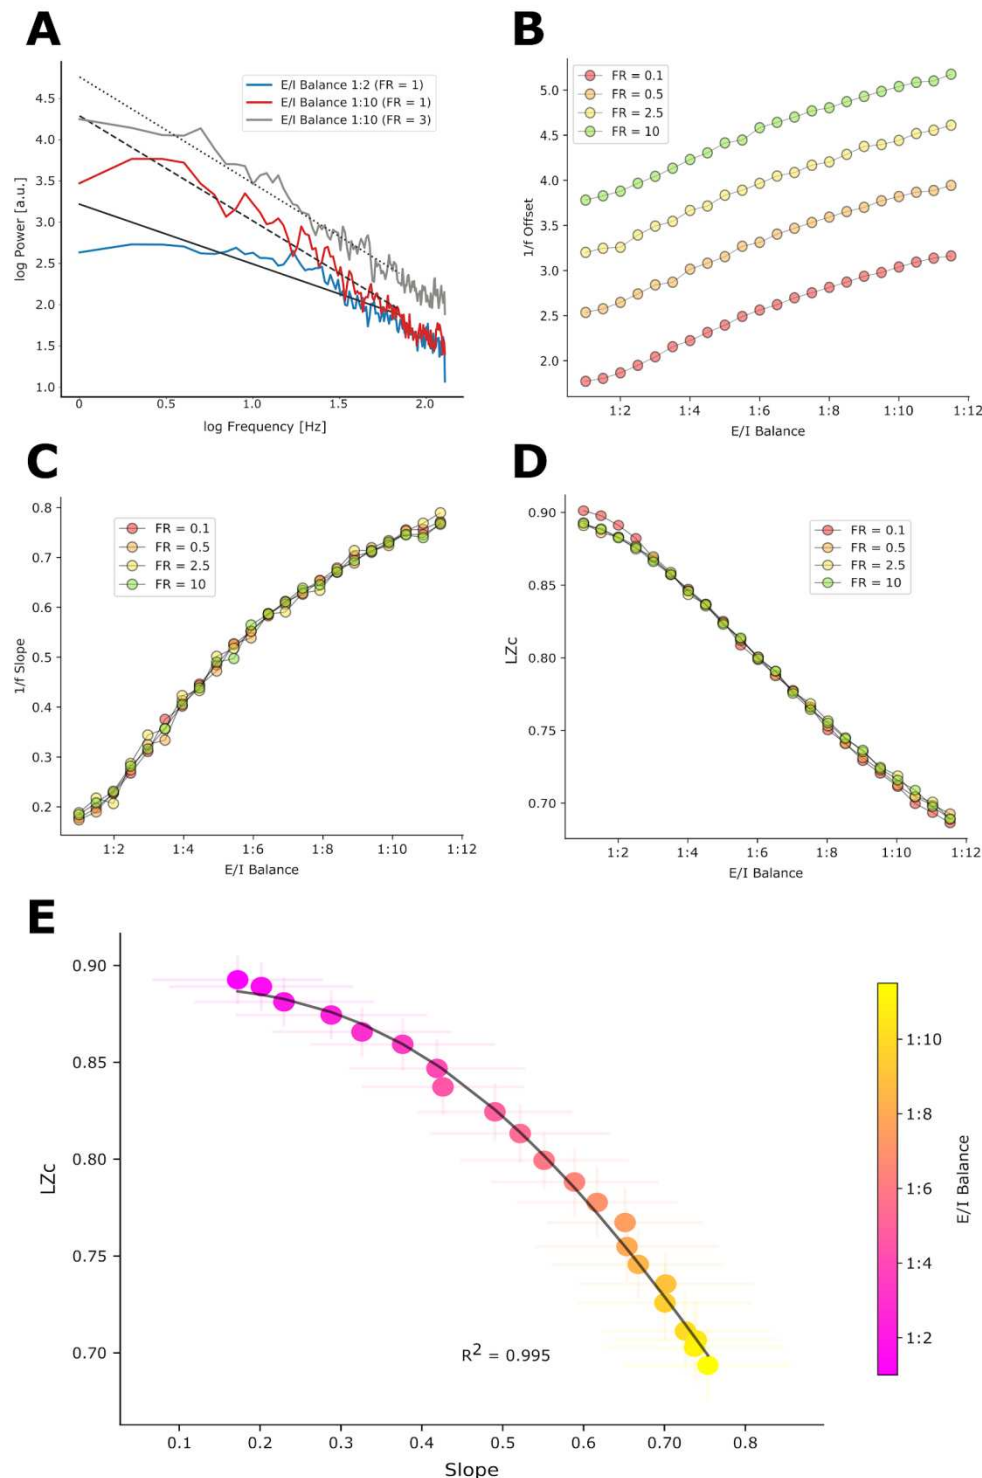 A
4.5
4.0
3.5
3.0
2.5
2.0
1.5
1.0
log Power [a.u.]
E/I Balance 1:2 (FR = 1)
E/I Balance 1:10 (FR = 1)
E/I Balance 1:10 (FR = 3)
0
0.5
1.0
1.5
2.0
log Frequency [Hz]
B
FR = 0.1
FR = 0.5
FR = 2.5
FR = 10
5.0
4.5
4.0
3.5
3.0
2.5
2.0
1/f Offset
1:2
1:4
1:6
1:8
1:10
1:12
E/I Balance
C
0.8
0.7
0.6
0.5
0.4
0.3
0.2
1/f Slope
FR = 0.1
FR = 0.5
FR = 2.5
FR = 10
1:2
1:4
1:6
1:8
1:10
1:12
E/I Balance
D
0.90
0.85
0.80
0.75
0.70
LZc
FR = 0.1
FR = 0.5
FR = 2.5
FR = 10
1:2
1:4
1:6
1:8
1:10
1:12
E/I Balance
E
0.90
0.85
0.80
0.75
0.70
LZc
R² = 0.995
0.1
0.2
0.3
0.4
0.5
0.6
0.70
0.8
Slope
1:10
1:8
1:6
1:4
1:2
E/I Balance